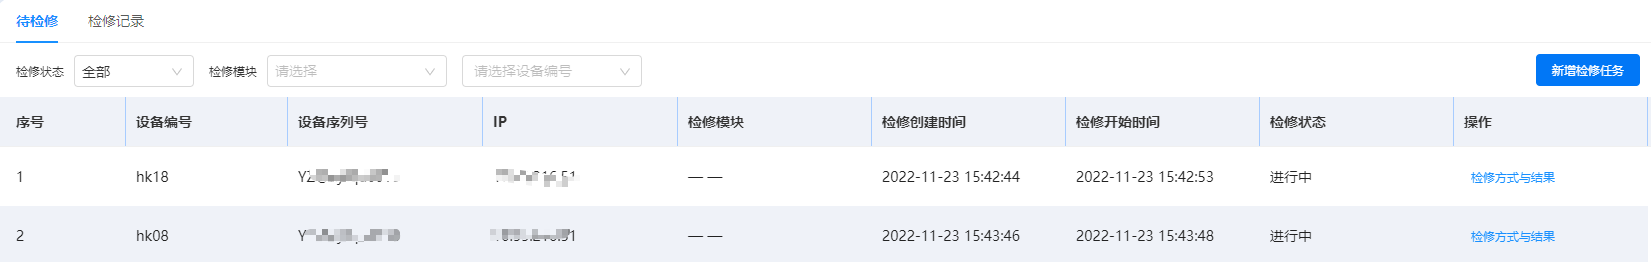 待检修 检修记录
检修状态 全部 检修模块 请选择 请选择设备编号 新增检修任务
序号 设备编号 设备序列号 IP 检修模块 检修创建时间 检修开始时间 检修状态 操作
1 hk18 — — 2022-11-23 15:42:44 2022-11-23 15:42:53 进行中 检修方式与结果
2 hk08 — — 2022-11-23 15:43:46 2022-11-23 15:43:48 进行中 检修方式与结果